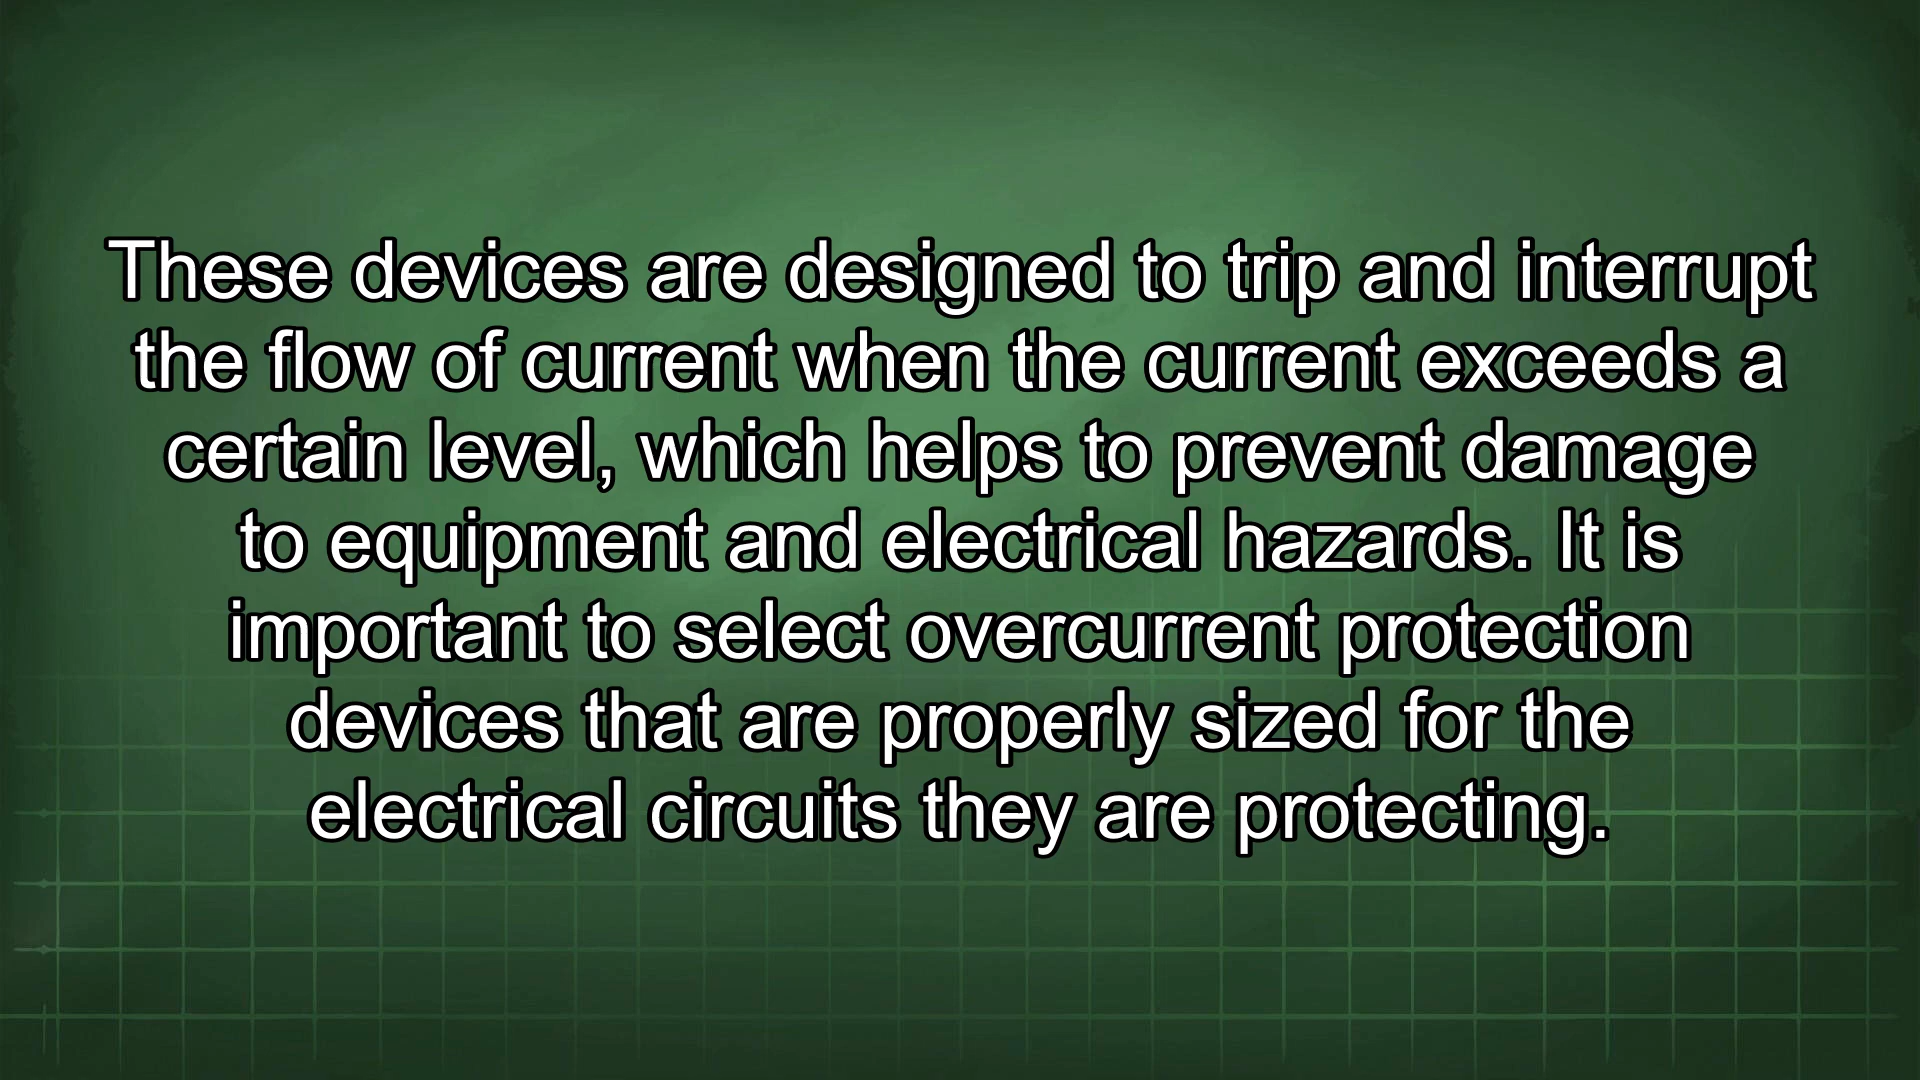 These devices are designed to trip and interrupt
the flow of current when the current exceeds a
certain level, which helps to prevent damage
to equipment and electrical hazards. It is
important to select overcurrent protection
devices that are properly sized for the
electrical circuits they are protecting.